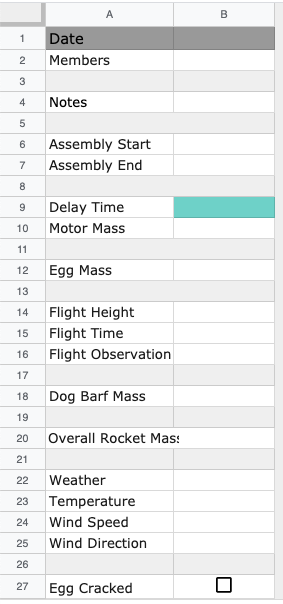 A B
1 Date
2 Members
3
4 Notes
5
6 Assembly Start
7 Assembly End
8
9 Delay Time
10 Motor Mass
11
12 Egg Mass
13
14 Flight Height
15 Flight Time
16 Flight Observation
17
18 Dog Barf Mass
19
20 Overall Rocket Mass
21
22 Weather
23 Temperature
24 Wind Speed
25 Wind Direction
26
27 Egg Cracked